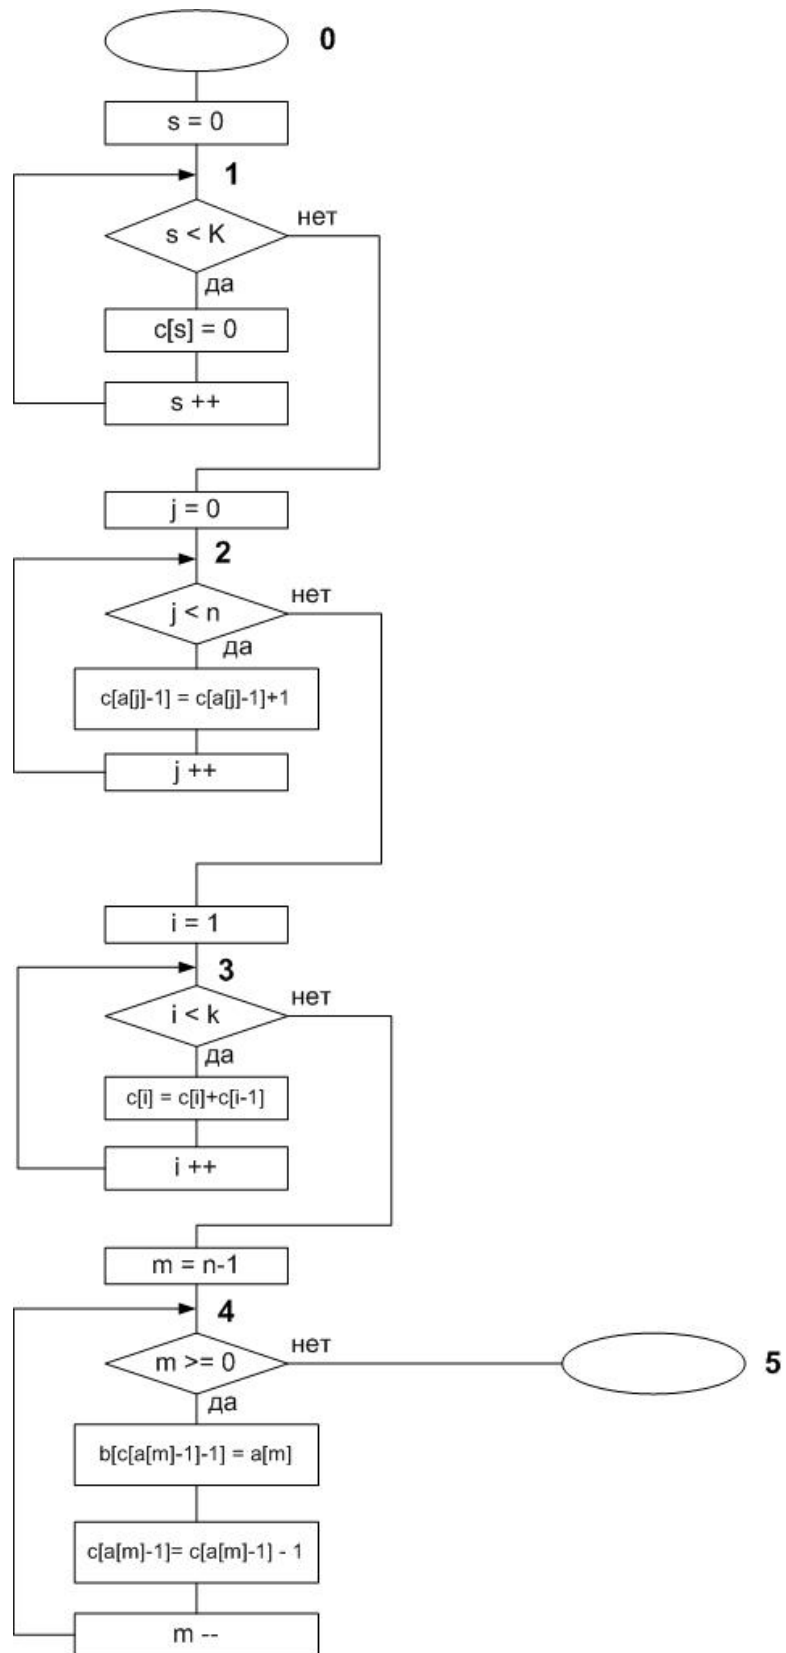 0
s = 0
1
s < K
нет
да
c[s] = 0
s ++
j = 0
2
j < n
нет
да
c[a[j]-1] = c[a[j]-1]+1
j ++
i = 1
3
i < k
нет
да
c[i] = c[i]+c[i-1]
i ++
m = n-1
4
m >= 0
нет
5
да
b[c[a[m]-1]-1] = a[m]
c[a[m]-1]= c[a[m]-1] - 1
m --